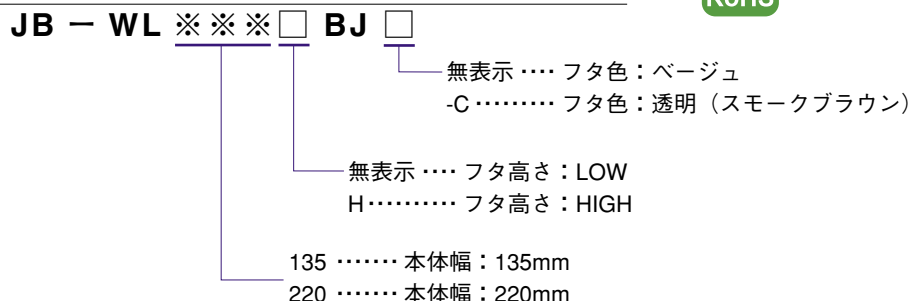 RoHS
JB － WL ※※※□ BJ □
無表示 ････ フタ色：ベージュ
-C ･････････ フタ色：透明（スモークブラウン）
無表示 ････ フタ高さ：LOW
H ･･････････ フタ高さ：HIGH
135 ･･･････ 本体幅：135mm
220 ･･･････ 本体幅：220mm